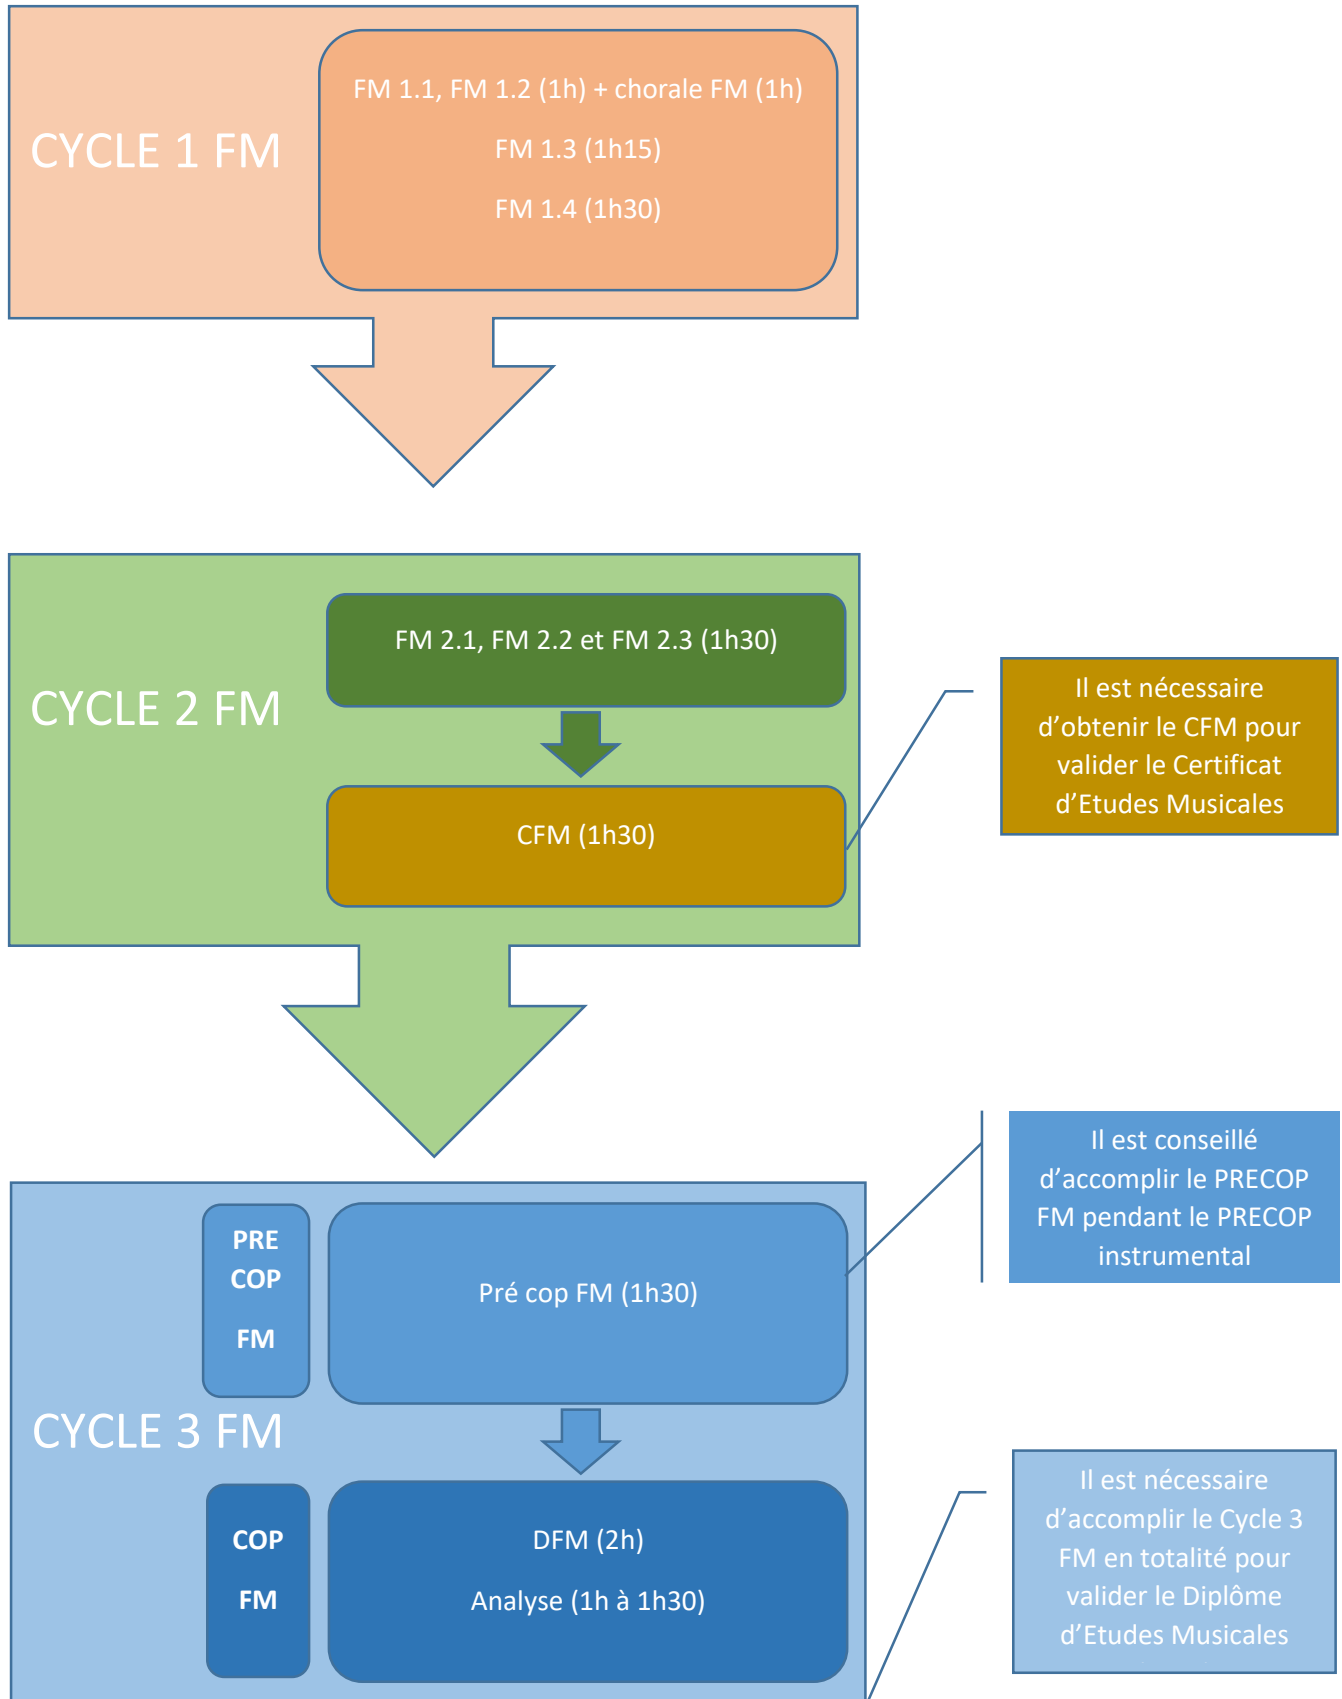 CYCLE 1 FM
FM 1.1, FM 1.2 (1h) + chorale FM (1h)
FM 1.3 (1h15)
FM 1.4 (1h30)
CYCLE 2 FM
FM 2.1, FM 2.2 et FM 2.3 (1h30)
CFM (1h30)
Il est nécessaire
d’obtenir le CFM pour
valider le Certificat
d’Etudes Musicales
CYCLE 3 FM
PRE
COP
FM
Pré cop FM (1h30)
Il est conseillé
d’accomplir le PRECOP
FM pendant le PRECOP
instrumental
COP
FM
DFM (2h)
Analyse (1h à 1h30)
Il est nécessaire
d’accomplir le Cycle 3
FM en totalité pour
valider le Diplôme
d’Etudes Musicales